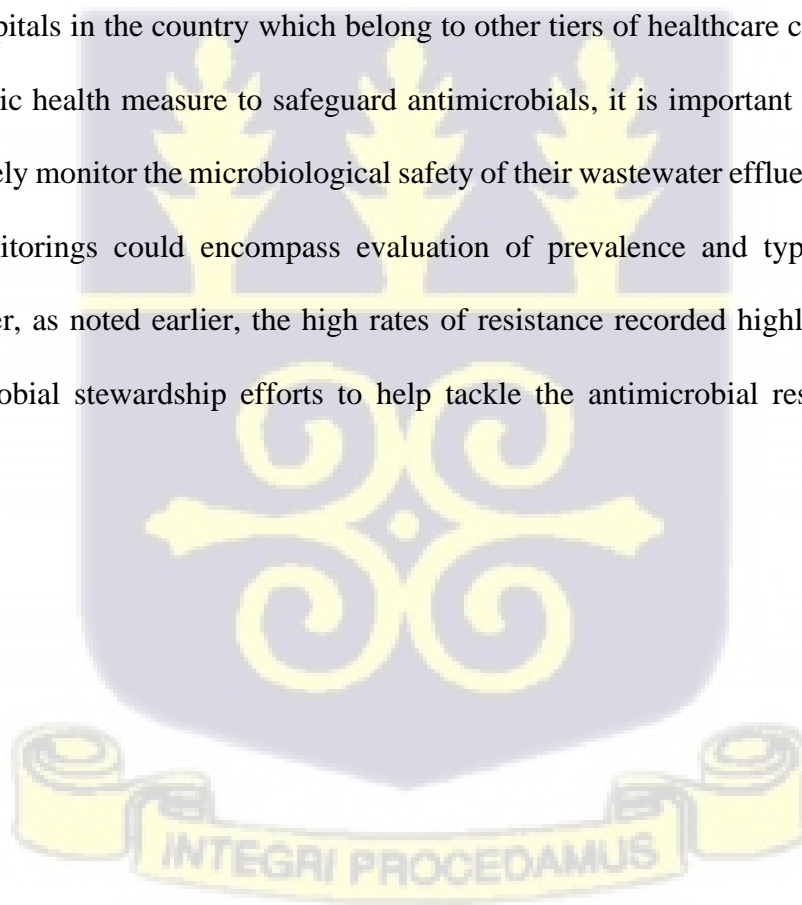 pitals in the country which belong to other tiers of healthcare c
ic health measure to safeguard antimicrobials, it is important
ely monitor the microbiological safety of their wastewater efflue
itorings could encompass evaluation of prevalence and typ
er, as noted earlier, the high rates of resistance recorded highl
obial stewardship efforts to help tackle the antimicrobial res
INTEGRI PROCEDAMUS